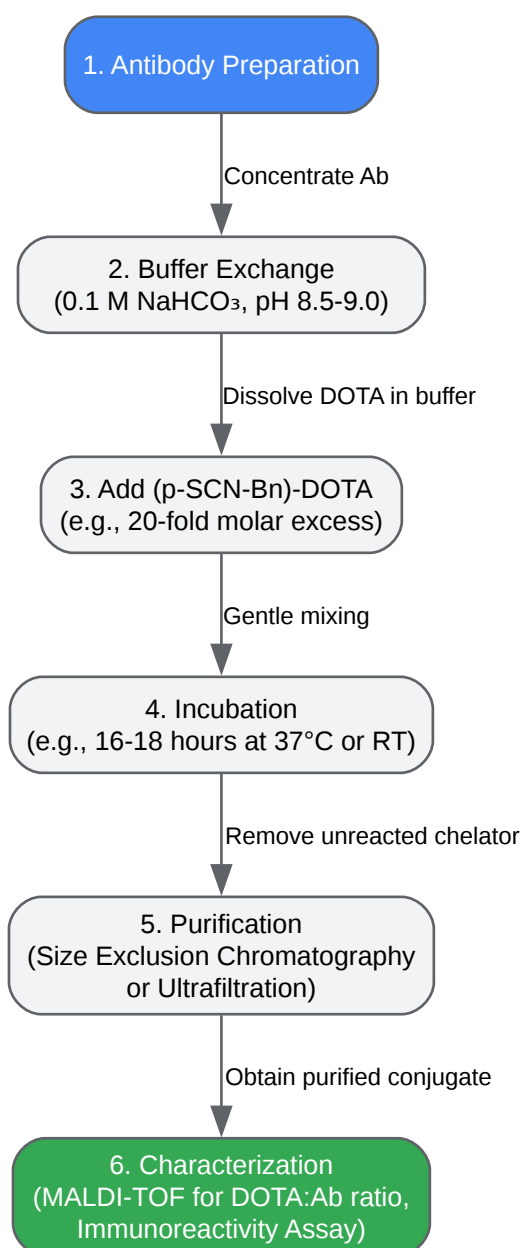 1. Antibody Preparation
Concentrate Ab
2. Buffer Exchange
(0.1 M NaHCO₃, pH 8.5-9.0)
Dissolve DOTA in buffer
3. Add (p-SCN-Bn)-DOTA
(e.g., 20-fold molar excess)
Gentle mixing
4. Incubation
(e.g., 16-18 hours at 37°C or RT)
Remove unreacted chelator
5. Purification
(Size Exclusion Chromatography
or Ultrafiltration)
Obtain purified conjugate
6. Characterization
(MALDI-TOF for DOTA:Ab ratio,
Immunoreactivity Assay)